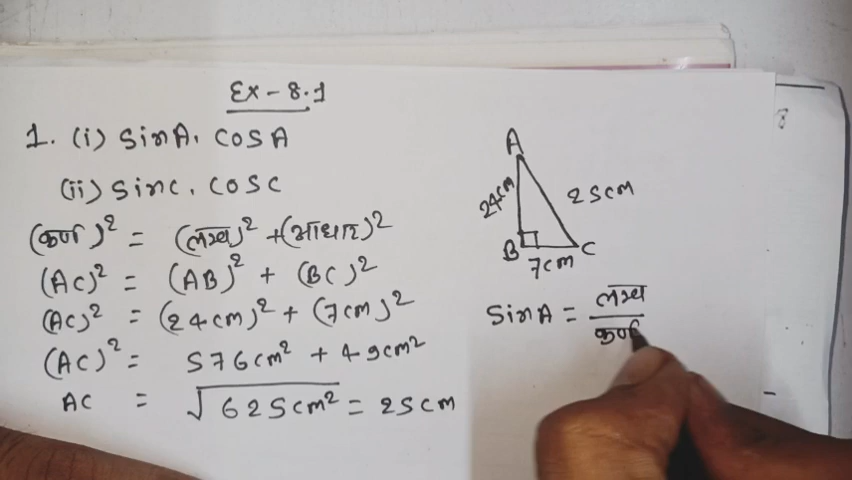 Ex - 8.1
1. (i) SinA, COSA
(ii) Sinc, COSC
(कर्ण)² = (लम्ब)² + (आधार)²
(AC)² = (AB)² + (BC)²
(AC)² = (24cm)² + (7cm)²
(AC)² = 576cm² + 49cm²
AC = √625cm² = 25cm
A
24cm
25cm
B
C
7cm
SinA = लम्ब
कर्ण
8